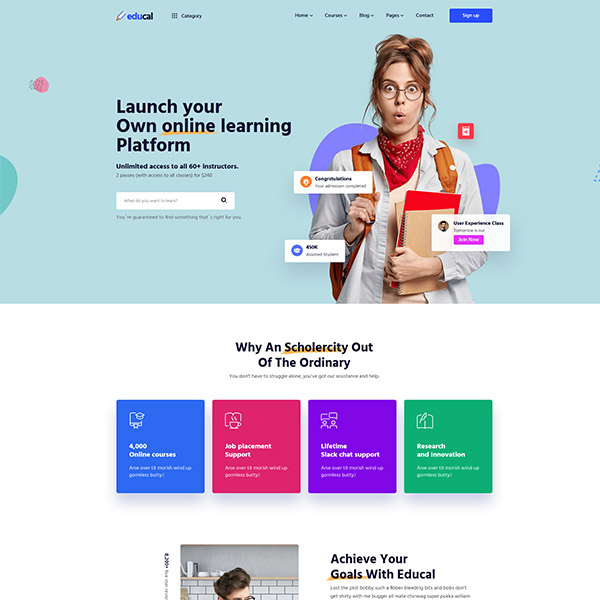 educal
Category
Home
Courses
Blog
Pages
Contact
Sign up
Launch your
Own online learning
Platform
Unlimited access to all 60+ instructors.
2 passes (with access to all classes) for $240
What do you want to learn?
You`re guaranteed to find something that`s right for you.
Congratulations
Your admission completed
User Experience Class
Tomorrow is our
Join Now
450K
Assisted Student
Why An Scholercity Out
Of The Ordinary
You don't have to struggle alone, you've got our assistance and help.
4,000
Online courses
Arse over tit morish wind up
gormless butty.!
Job placement
Support
Arse over tit morish wind up
gormless butty.!
Lifetime
Slack chat support
Arse over tit morish wind up
gormless butty.!
Research
and Innovation
Arse over tit morish wind up
gormless butty.!
8,200+
Achieve Your
Goals With Educal
Lost the plot bobby such a fibber bleeding bits and bobs don't
get shirty with me bugger all mate chinwag super pukka william